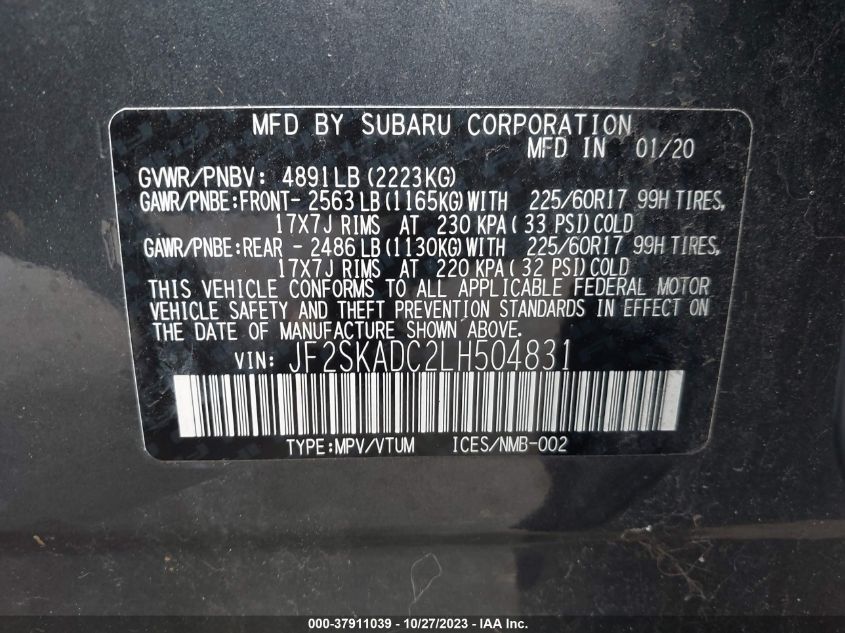 MFD BY SUBARU CORPORATION
MFD IN 01/20
GVWR/PNBV: 4891LB (2223KG)
GAWR/PNBE:FRONT- 2563 LB (1165KG) WITH 225/60R17 99H TIRES,
17X7J RIMS AT 230 KPA ( 33 PSI) COLD
GAWR/PNBE:REAR - 2486 LB (1130KG) WITH 225/60R17 99H TIRES,
17X7J RIMS AT 220 KPA ( 32 PSI) COLD
THIS VEHICLE CONFORMS TO ALL APPLICABLE FEDERAL MOTOR
VEHICLE SAFETY AND THEFT PREVENTION STANDARDS IN EFFECT ON
THE DATE OF MANUFACTURE SHOWN ABOVE.
VIN: JF2SKADC2LH504831
TYPE:MPV/VTUM ICES/NMB-002
000-37911039 - 10/27/2023 - IAA Inc.